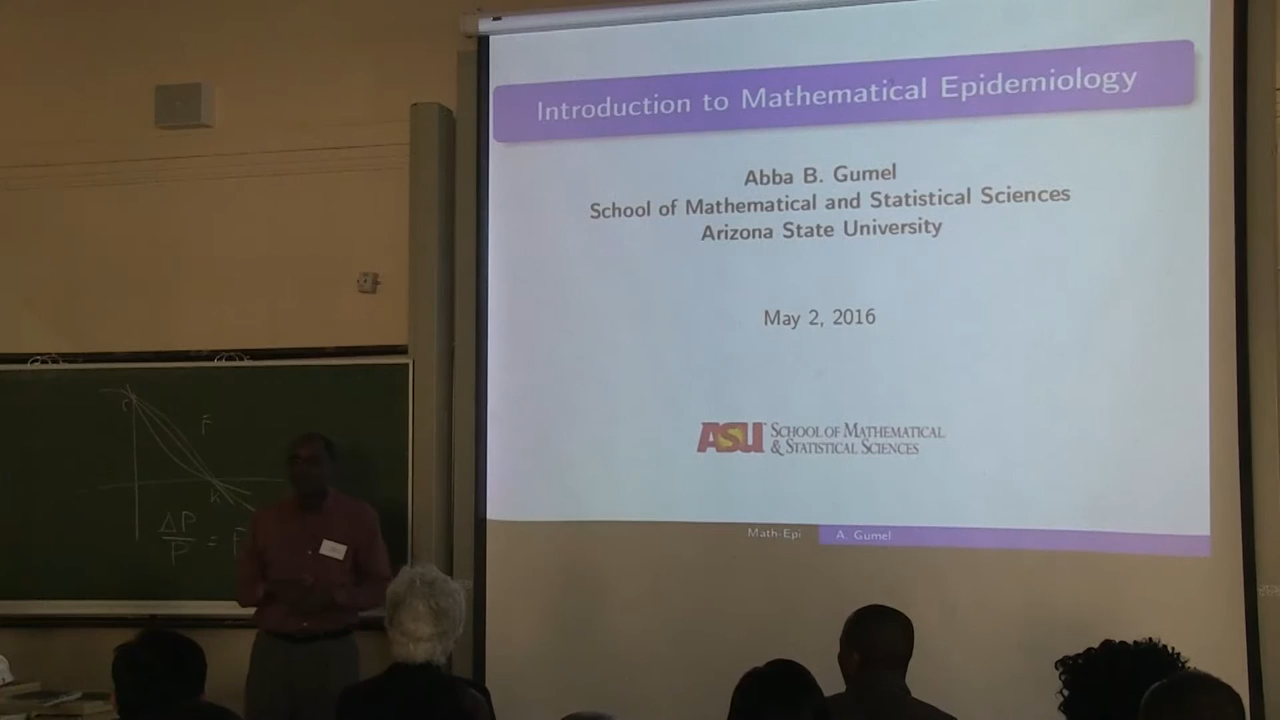 Introduction to Mathematical Epidemiology
Abba B. Gumel
School of Mathematical and Statistical Sciences
Arizona State University
May 2, 2016
ASU SCHOOL OF MATHEMATICAL
& STATISTICAL SCIENCES
Math-Epi A. Gumel
r
F
K
ΔP
P
= F